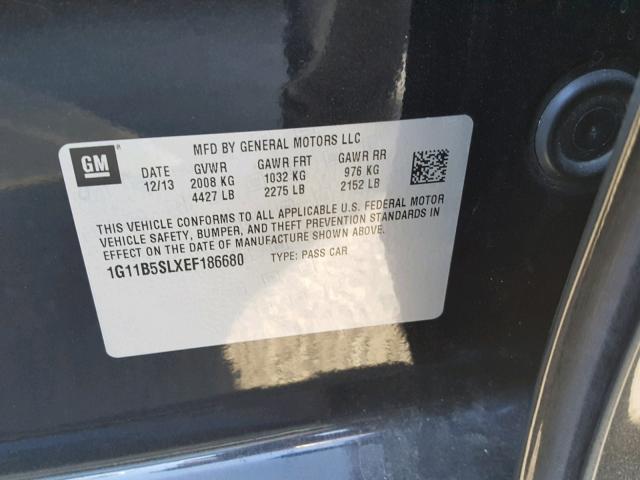 MFD BY GENERAL MOTORS LLC
GM
DATE GVWR GAWR FRT GAWR RR
12/13 2008 KG 1032 KG 976 KG
4427 LB 2275 LB 2152 LB
THIS VEHICLE CONFORMS TO ALL APPLICABLE U.S. FEDERAL MOTOR
VEHICLE SAFETY, BUMPER, AND THEFT PREVENTION STANDARDS IN
EFFECT ON THE DATE OF MANUFACTURE SHOWN ABOVE.
1G11B5SLXEF186680 TYPE: PASS CAR